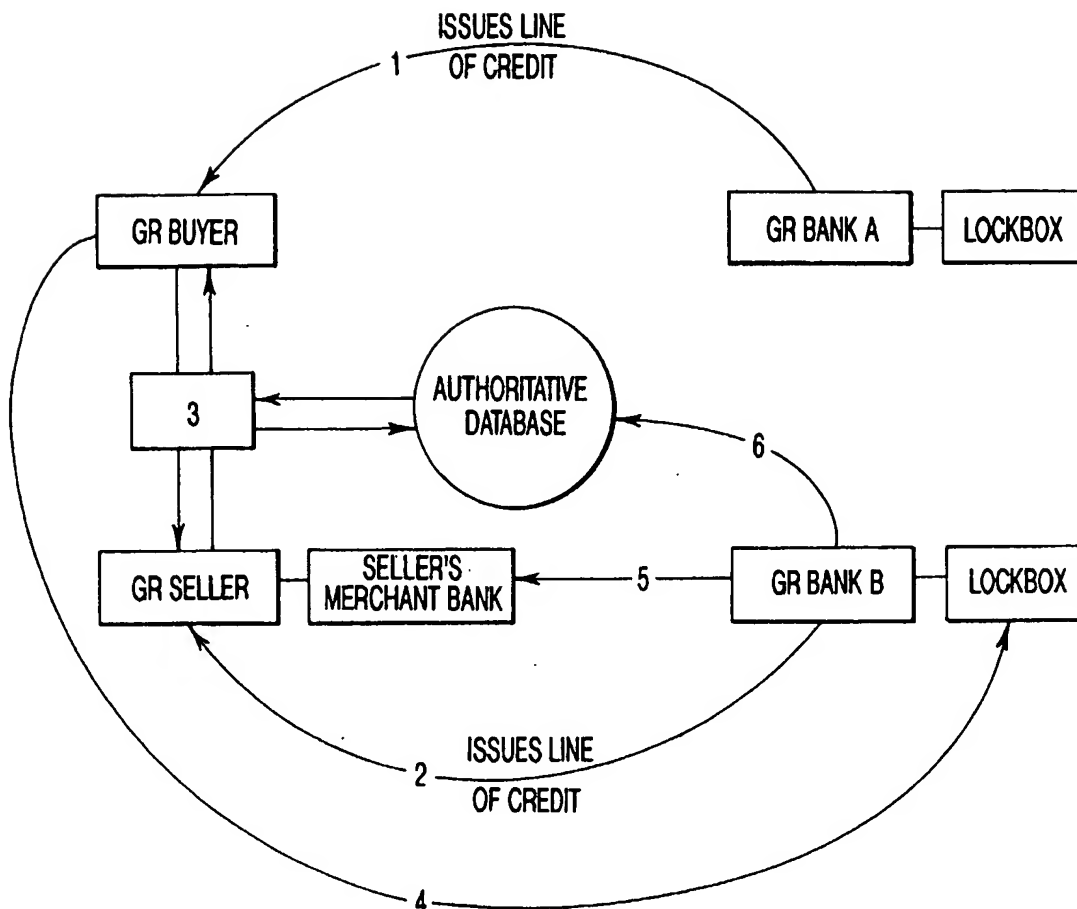 ISSUES LINE
OF CREDIT
1
GR BUYER
GR BANK A
LOCKBOX
3
AUTHORITATIVE
DATABASE
6
GR SELLER
SELLER'S
MERCHANT BANK
5
GR BANK B
LOCKBOX
2
ISSUES LINE
OF CREDIT
4